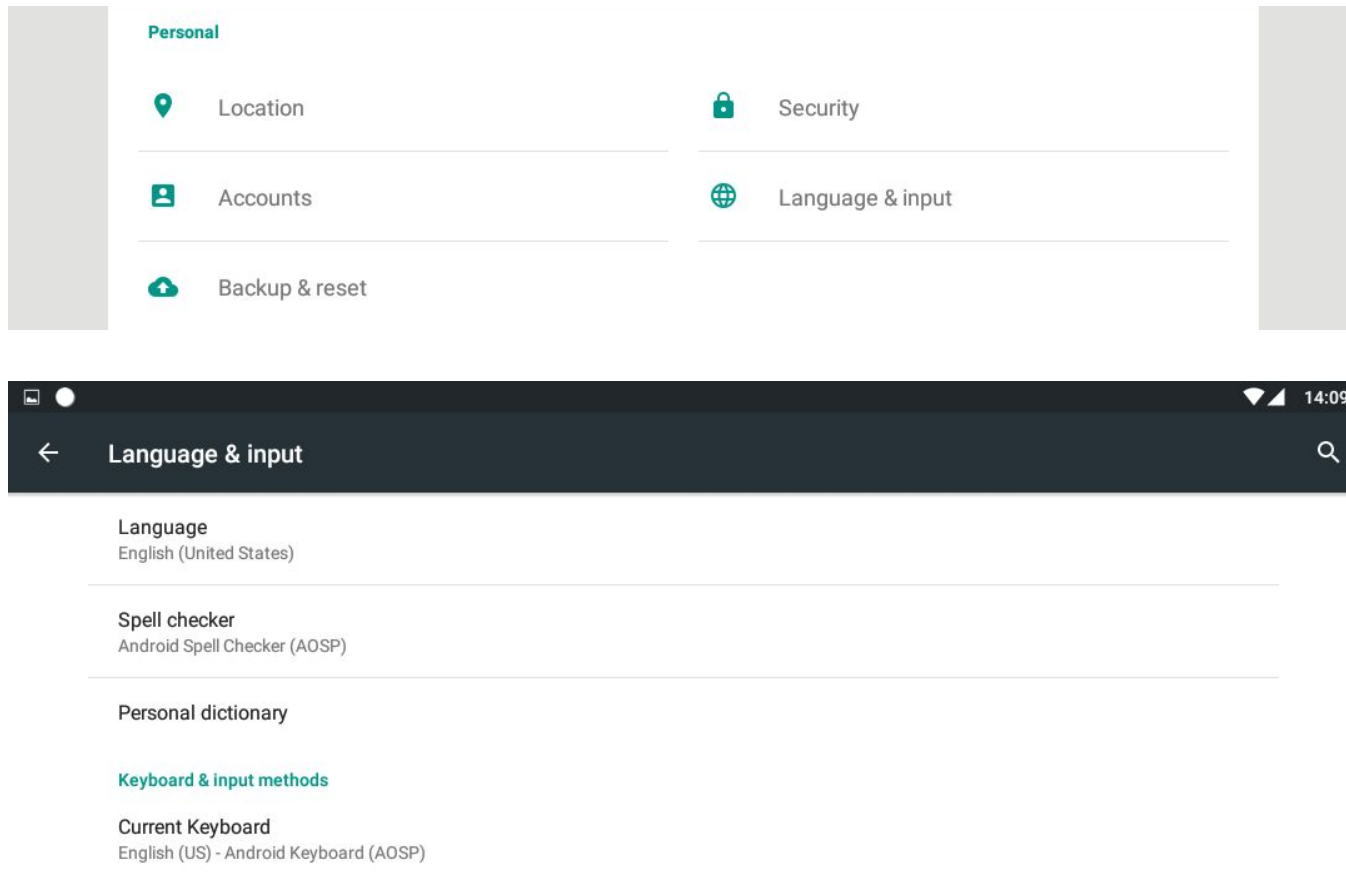 Personal
Location
Security
Accounts
Language & input
Backup & reset
14:09
Language & input
Language
English (United States)
Spell checker
Android Spell Checker (AOSP)
Personal dictionary
Keyboard & input methods
Current Keyboard
English (US) - Android Keyboard (AOSP)